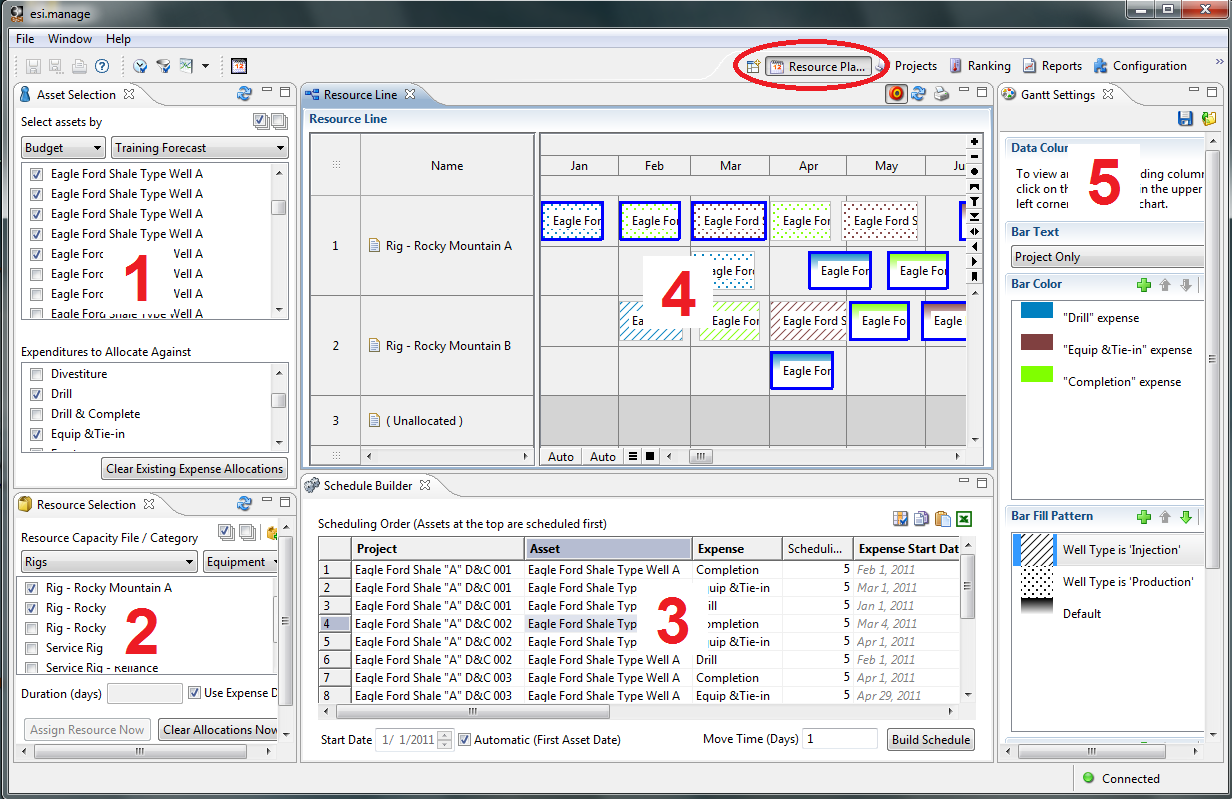 esi.manage
File Window Help
12
12 Resource Pla... Projects Ranking Reports Configuration
Asset Selection
Select assets by
Budget Training Forecast
Eagle Ford Shale Type Well A
Eagle Ford Shale Type Well A
Eagle Ford Shale Type Well A
Eagle Ford Shale Type Well A
Eagle Ford Well A
Eagle Ford Well A
Eagle Ford Well A
Eagle Ford Well A
1
Expenditures to Allocate Against
Divestiture
Drill
Drill & Complete
Equip &Tie-in
Clear Existing Expense Allocations
Resource Selection
Resource Capacity File / Category
Rigs Equipment
Rig - Rocky Mountain A
Rig - Rocky
Rig - Rocky
Service Rig
Service Rig - Reliance
2
Duration (days) Use Expense D
Assign Resource Now Clear Allocations Now
Resource Line
Resource Line
Name Jan Feb Mar Apr May Ju
1 Rig - Rocky Mountain A
Eagle For Eagle For Eagle Ford Eagle For Eagle Ford S
Eagle For Eagle For Eagle For
4
2 Rig - Rocky Mountain B
Ea Eagle For Eagle Ford S Eagle Fo Eagle
Eagle For
3 ( Unallocated )
Auto Auto
Schedule Builder
Scheduling Order (Assets at the top are scheduled first)
Project Asset Expense Scheduli... Expense Start Dat
1 Eagle Ford Shale "A" D&C 001 Eagle Ford Shale Type Well A Completion 5 Feb 1, 2011
2 Eagle Ford Shale "A" D&C 001 Eagle Ford Shale Typ quip &Tie-in 5 Mar 1, 2011
3 Eagle Ford Shale "A" D&C 001 Eagle Ford Shale Typ ill 5 Jan 1, 2011
4 Eagle Ford Shale "A" D&C 002 Eagle Ford Shale Typ ompletion 5 Mar 4, 2011
5 Eagle Ford Shale "A" D&C 002 Eagle Ford Shale Typ quip &Tie-in 5 Apr 1, 2011
6 Eagle Ford Shale "A" D&C 002 Eagle Ford Shale Type Well A Drill 5 Feb 1, 2011
7 Eagle Ford Shale "A" D&C 003 Eagle Ford Shale Type Well A Completion 5 Apr 1, 2011
8 Eagle Ford Shale "A" D&C 003 Eagle Ford Shale Type Well A Equip &Tie-in 5 Apr 29, 2011
3
Start Date 1/ 1/2011 Automatic (First Asset Date) Move Time (Days) 1 Build Schedule
Gantt Settings
Data Colum
To view ar ding column
click on th in the upper
left corner chart.
5
Bar Text
Project Only
Bar Color
"Drill" expense
"Equip &Tie-in" expense
"Completion" expense
Bar Fill Pattern
Well Type is 'Injection'
Well Type is 'Production'
Default
Connected